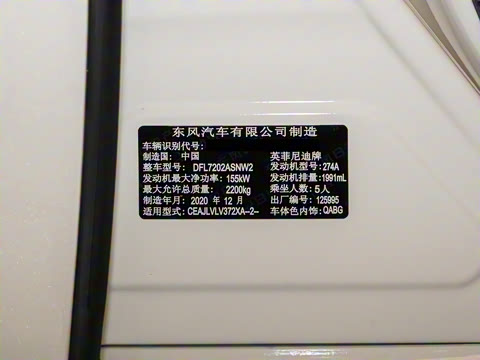 东风汽车有限公司制造
车辆识别代号:
制造国: 中国 英菲尼迪牌
整车型号: DFL7202ASNW2 发动机型号: 274A
发动机最大净功率: 155kW 发动机排量: 1991mL
最大允许总质量: 2200kg 乘坐人数: 5人
制造年月: 2020 年 12 月 出厂编号: 125995
适用型式: CEAJLVLV372XA--2-- 车体色内饰: QABG